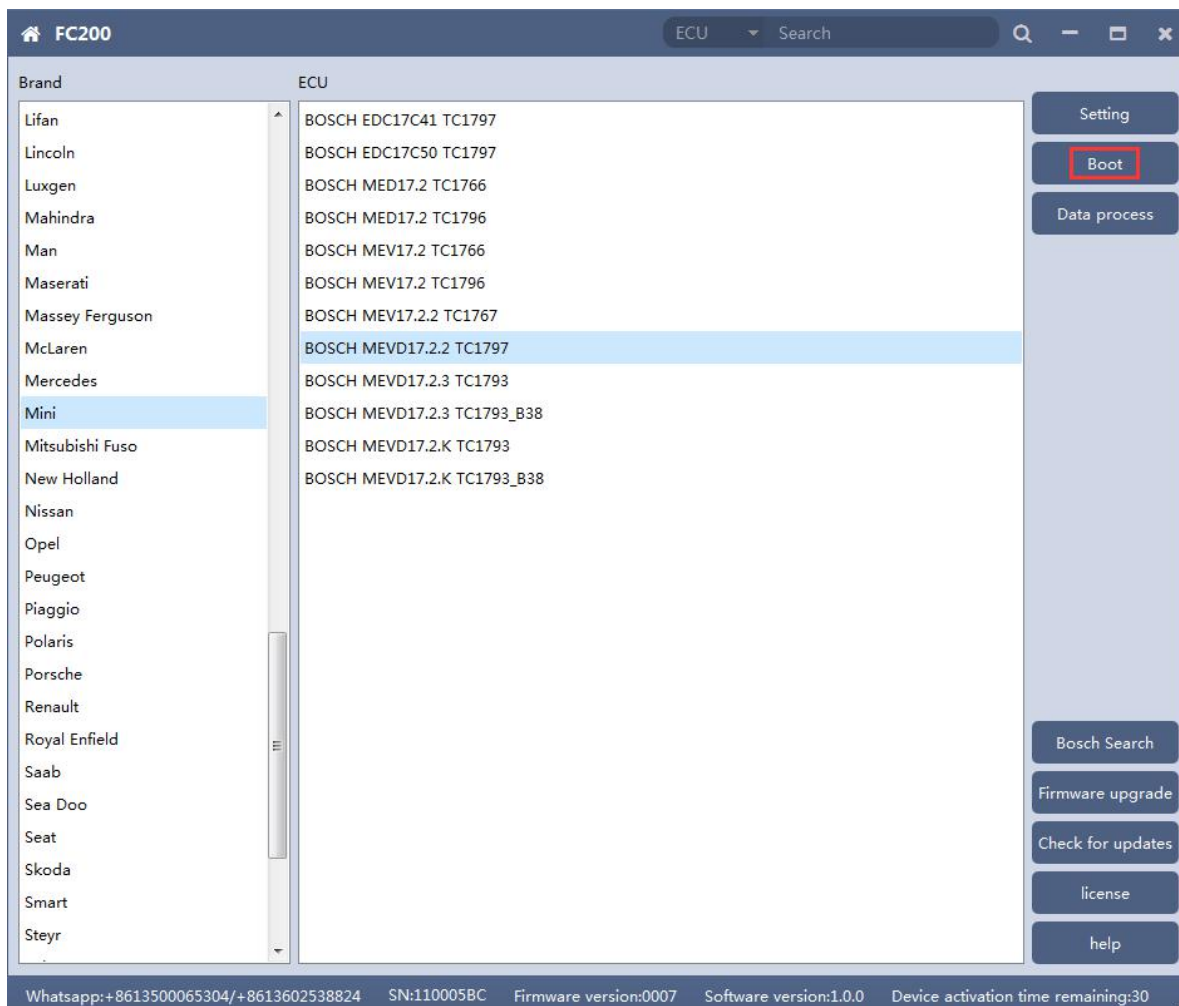 FC200
ECU Search
Brand
Lifan
Lincoln
Luxgen
Mahindra
Man
Maserati
Massey Ferguson
McLaren
Mercedes
Mini
Mitsubishi Fuso
New Holland
Nissan
Opel
Peugeot
Piaggio
Polaris
Porsche
Renault
Royal Enfield
Saab
Sea Doo
Seat
Skoda
Smart
Steyr
ECU
BOSCH EDC17C41 TC1797
BOSCH EDC17C50 TC1797
BOSCH MED17.2 TC1766
BOSCH MED17.2 TC1796
BOSCH MEV17.2 TC1766
BOSCH MEV17.2 TC1796
BOSCH MEV17.2.2 TC1767
BOSCH MEVD17.2.2 TC1797
BOSCH MEVD17.2.3 TC1793
BOSCH MEVD17.2.3 TC1793_B38
BOSCH MEVD17.2.K TC1793
BOSCH MEVD17.2.K TC1793_B38
Setting
Boot
Data process
Bosch Search
Firmware upgrade
Check for updates
license
help
Whatsapp:+8613500065304/+8613602538824 SN:110005BC Firmware version:0007 Software version:1.0.0 Device activation time remaining:30